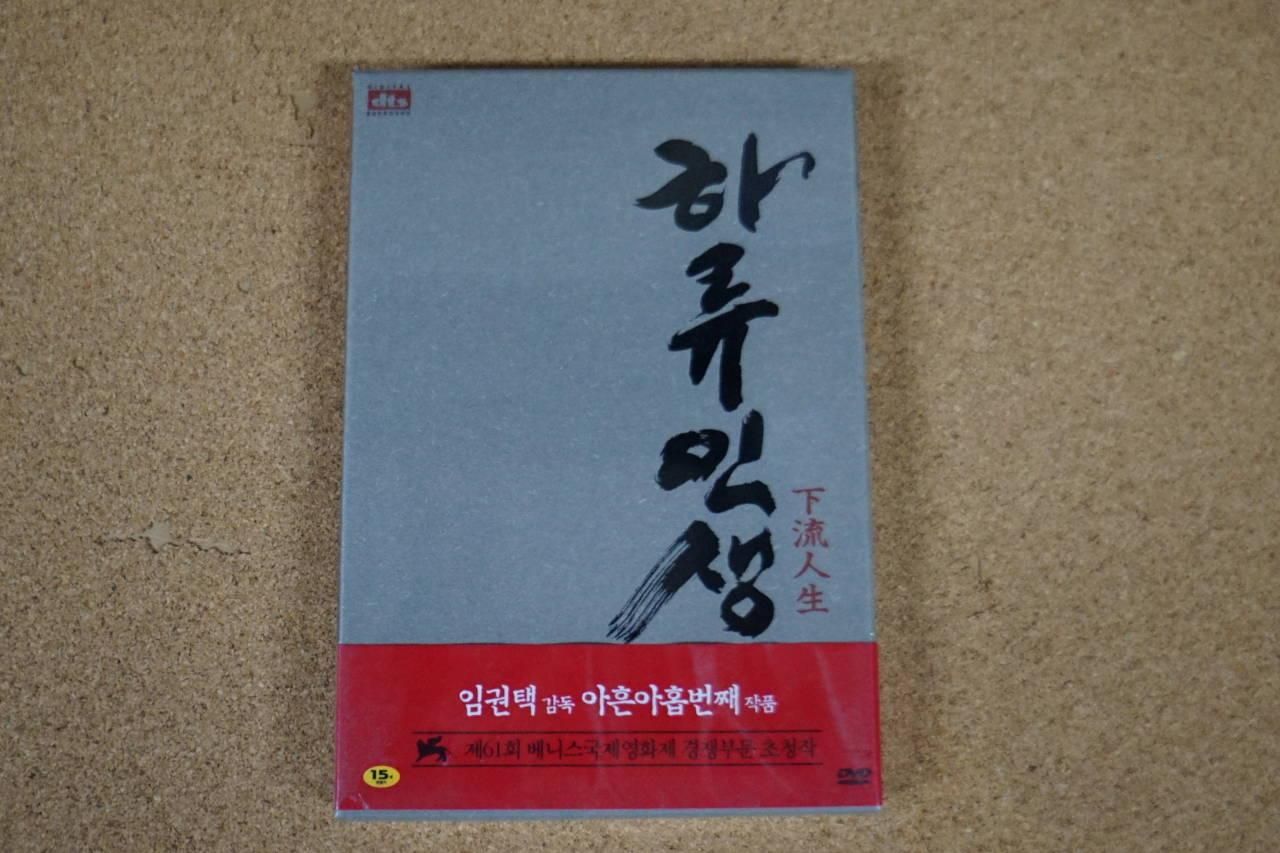 DIGITAL
dts
SURROUND
하류인생
下流人生
임권택 감독 아흔아홉번째 작품
제61회 베니스국제영화제 경쟁부문 초청작
15
DVD